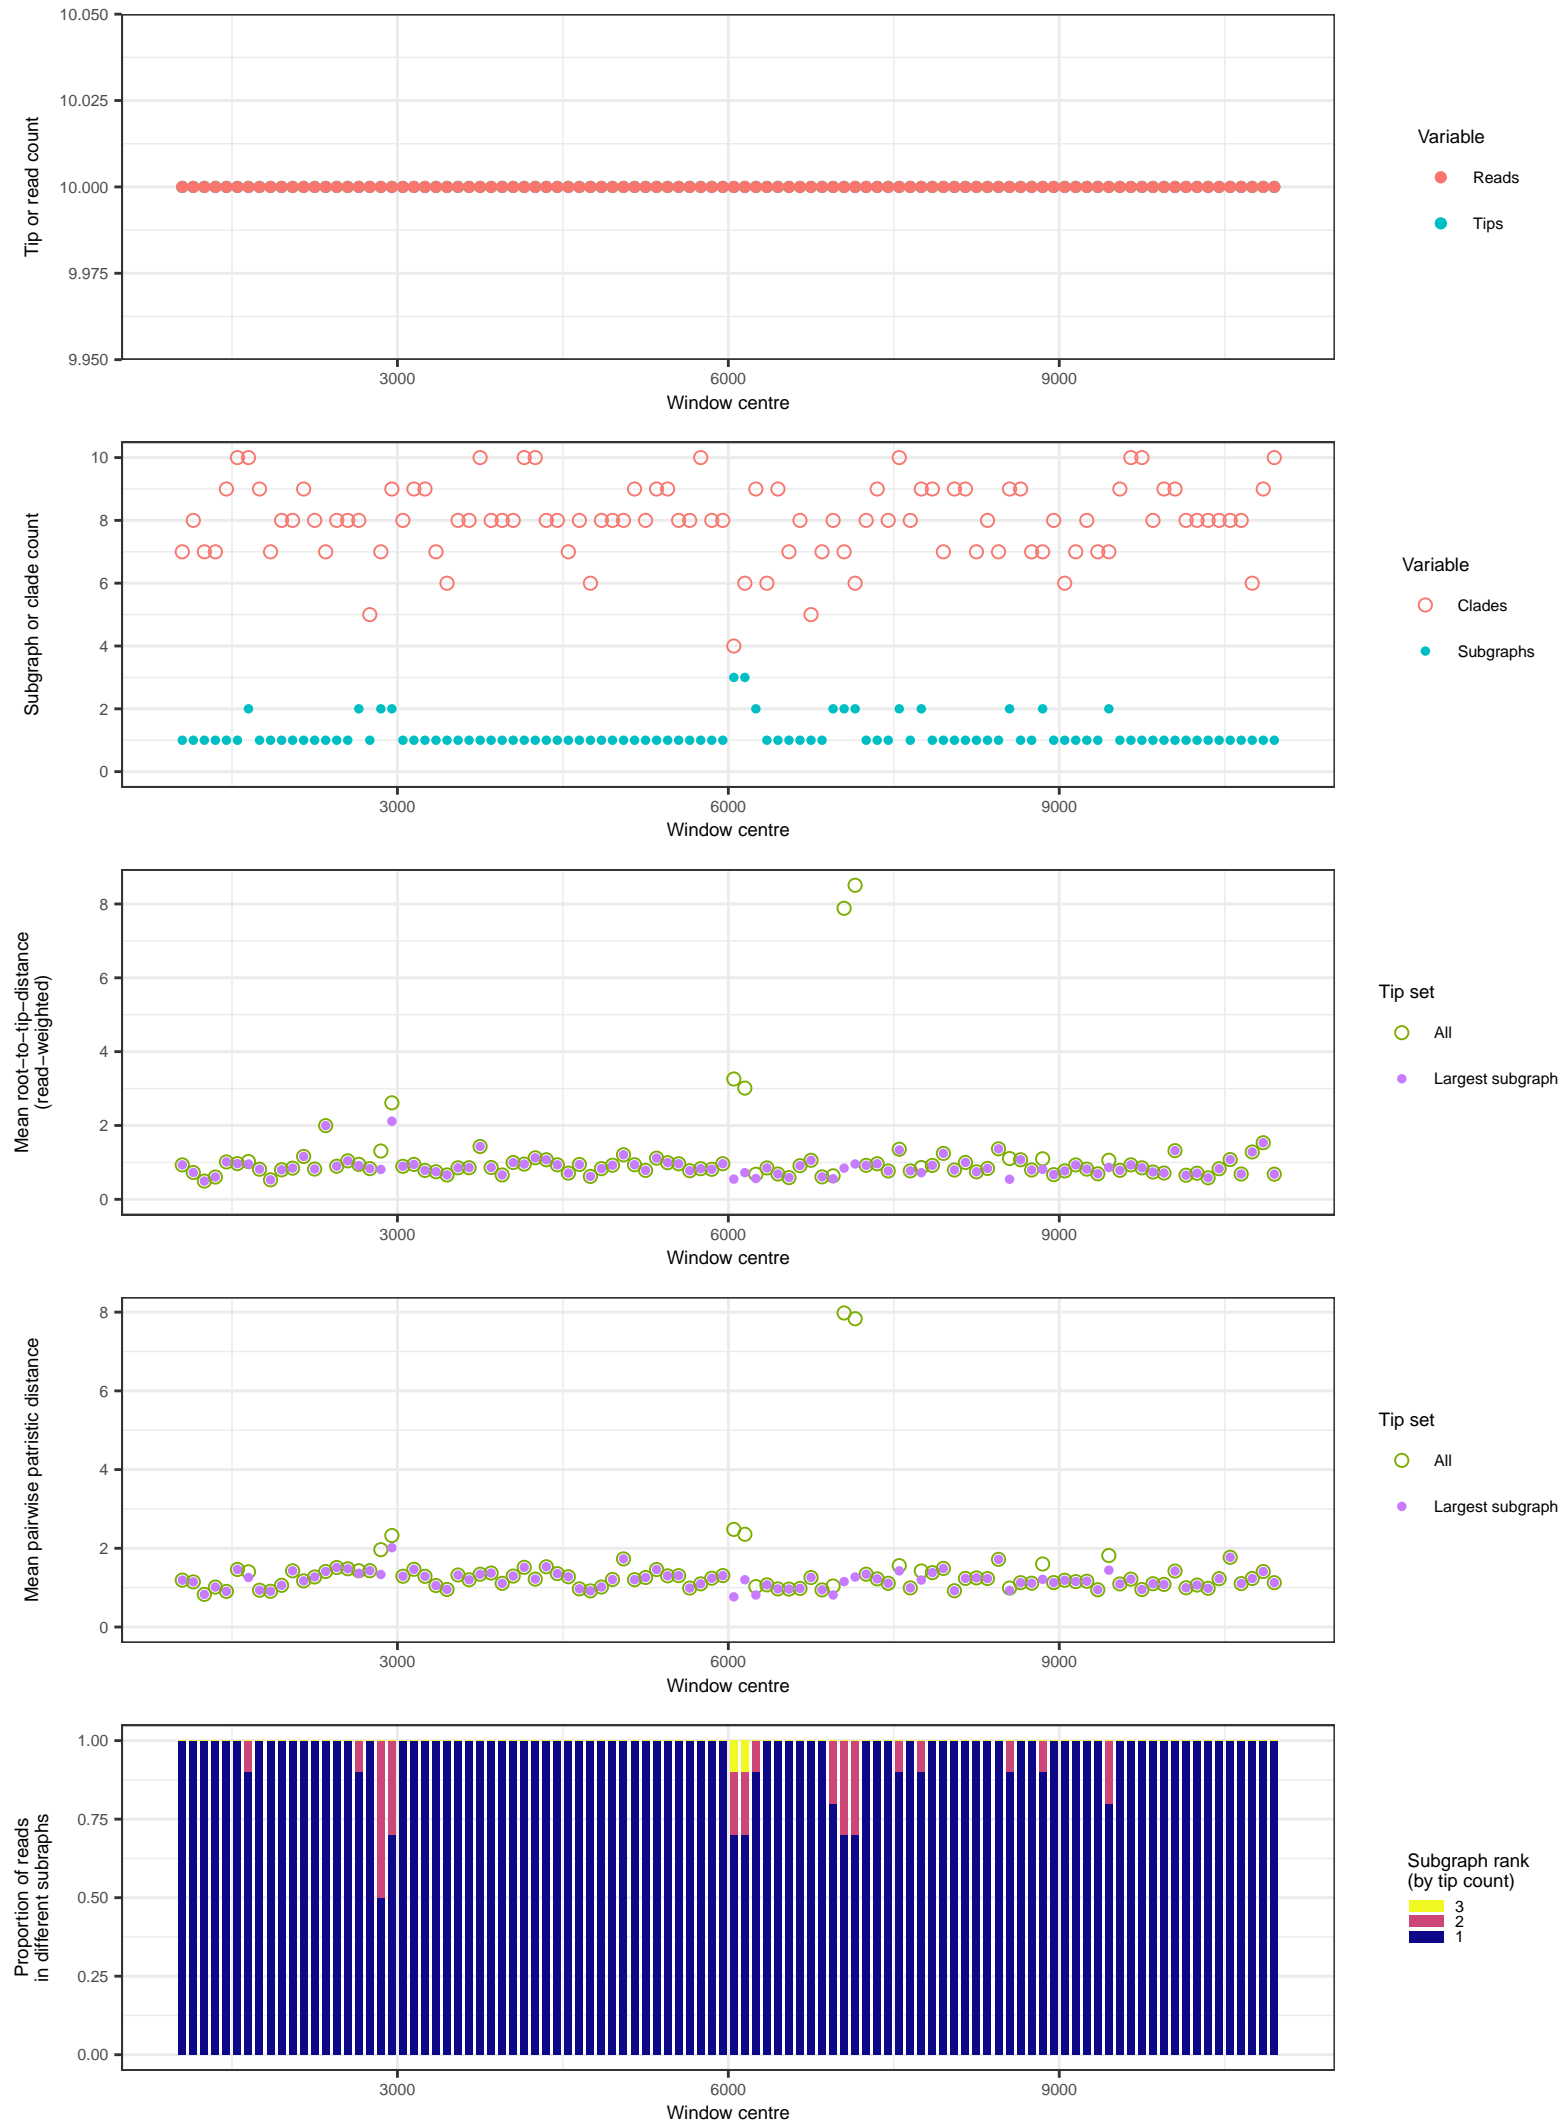 10.050
10.025
10.000
9.975
9.950
Tip or read count
3000
6000
9000
Window centre
Variable
Reads
Tips
10
8
6
4
2
0
Subgraph or clade count
3000
6000
9000
Window centre
Variable
Clades
Subgraphs
8
6
4
2
0
Mean root−to−tip−distance
(read−weighted)
3000
6000
9000
Window centre
Tip set
All
Largest subgraph
8
6
4
2
0
Mean pairwise patristic distance
3000
6000
9000
Window centre
Tip set
All
Largest subgraph
1.00
0.75
0.50
0.25
0.00
Proportion of reads
in different subraphs
3000
6000
9000
Window centre
Subgraph rank
(by tip count)
3
2
1